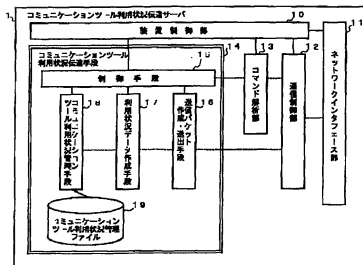 1
コミュニケーションツール利用状況伝達サーバ
10
装置制御部
11
コミュニケーションツール
利用状況伝達手段
15
14
13
12
制御手段
18
コミュニケーション
ツール利用状況管理
手段
17
利用状況データ作成手段
16
送信パケット
作成・送出手段
コマンド解析部
通信制御部
ネットワークインタフェース部
19
コミュニケーション
ツール利用状況管理
ファイル